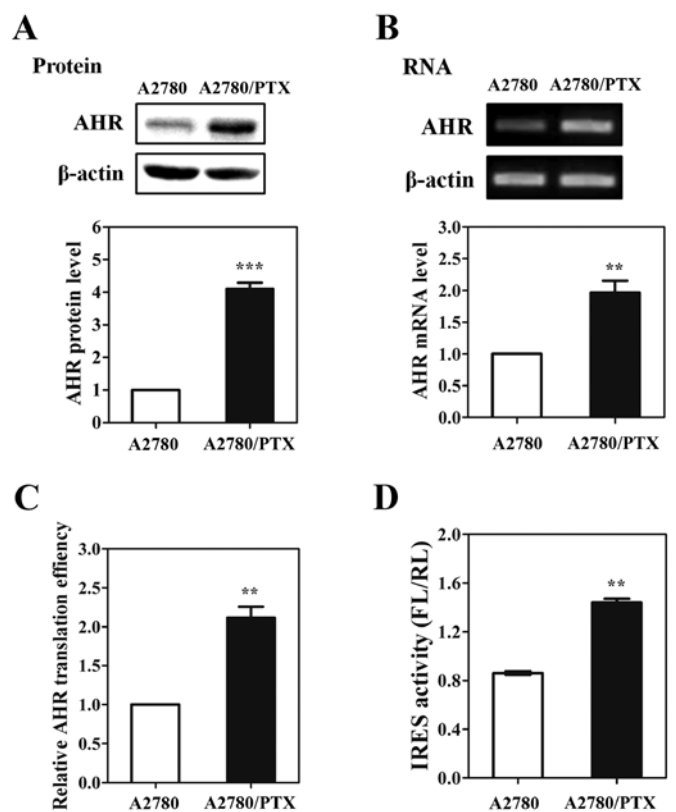 A
Protein
A2780 A2780/PTX
AHR
β-actin
AHR protein level
6
5
4
3
2
1
0
***
A2780 A2780/PTX
B
RNA
A2780 A2780/PTX
AHR
β-actin
AHR mRNA level
3.0
2.5
2.0
1.5
1.0
0.5
0.0
**
A2780 A2780/PTX
C
Relative AHR translation effiency
3.0
2.5
2.0
1.5
1.0
0.5
0.0
**
A2780 A2780/PTX
D
IRES activity (FL/RL)
2.0
1.6
1.2
0.8
0.4
0.0
**
A2780 A2780/PTX